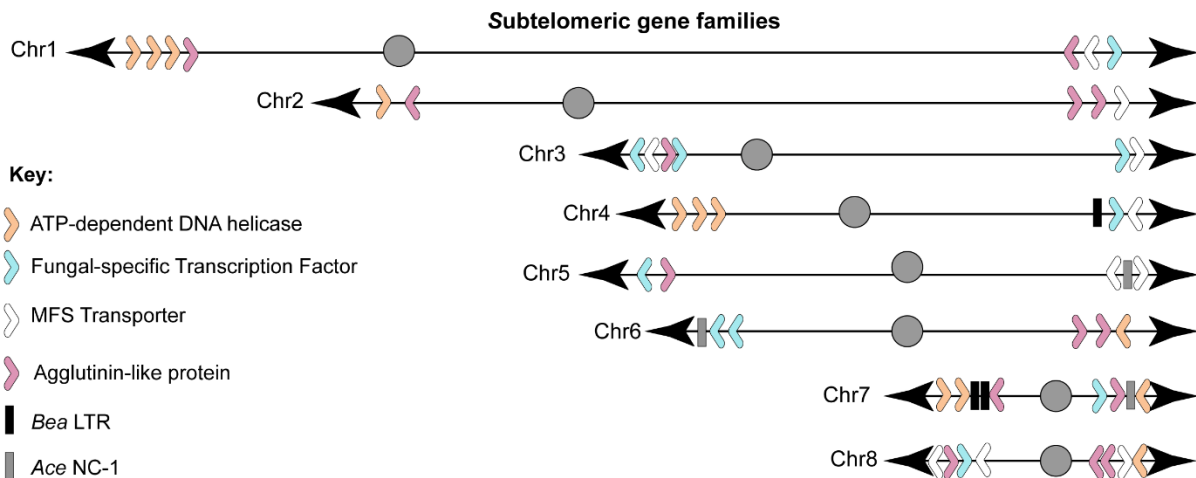 Subtelomeric gene families
Chr1
Chr2
Chr3
Key:
Chr4
ATP-dependent DNA helicase
Fungal-specific Transcription Factor
Chr5
MFS Transporter
Chr6
Agglutinin-like protein
Chr7
Bea LTR
Chr8
Ace NC-1